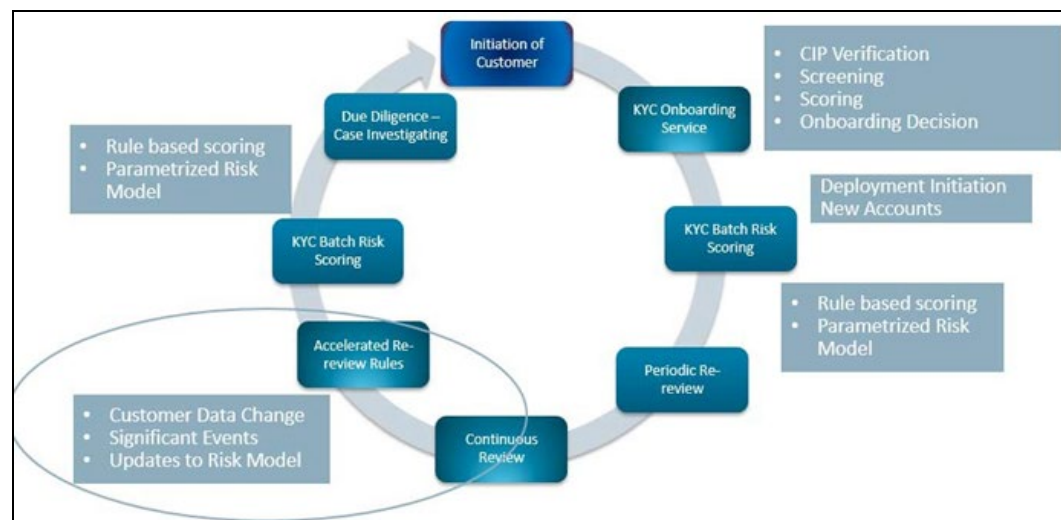 Initiation of
Customer
KYC Onboarding
Service
• CIP Verification
• Screening
• Scoring
• Onboarding Decision
KYC Batch Risk
Scoring
Deployment Initiation
New Accounts
• Rule based scoring
• Parametrized Risk
Model
Periodic Re-
review
Continuous
Review
Accelerated Re-
review Rules
• Customer Data Change
• Significant Events
• Updates to Risk Model
KYC Batch Risk
Scoring
• Rule based scoring
• Parametrized Risk
Model
Due Diligence –
Case Investigating